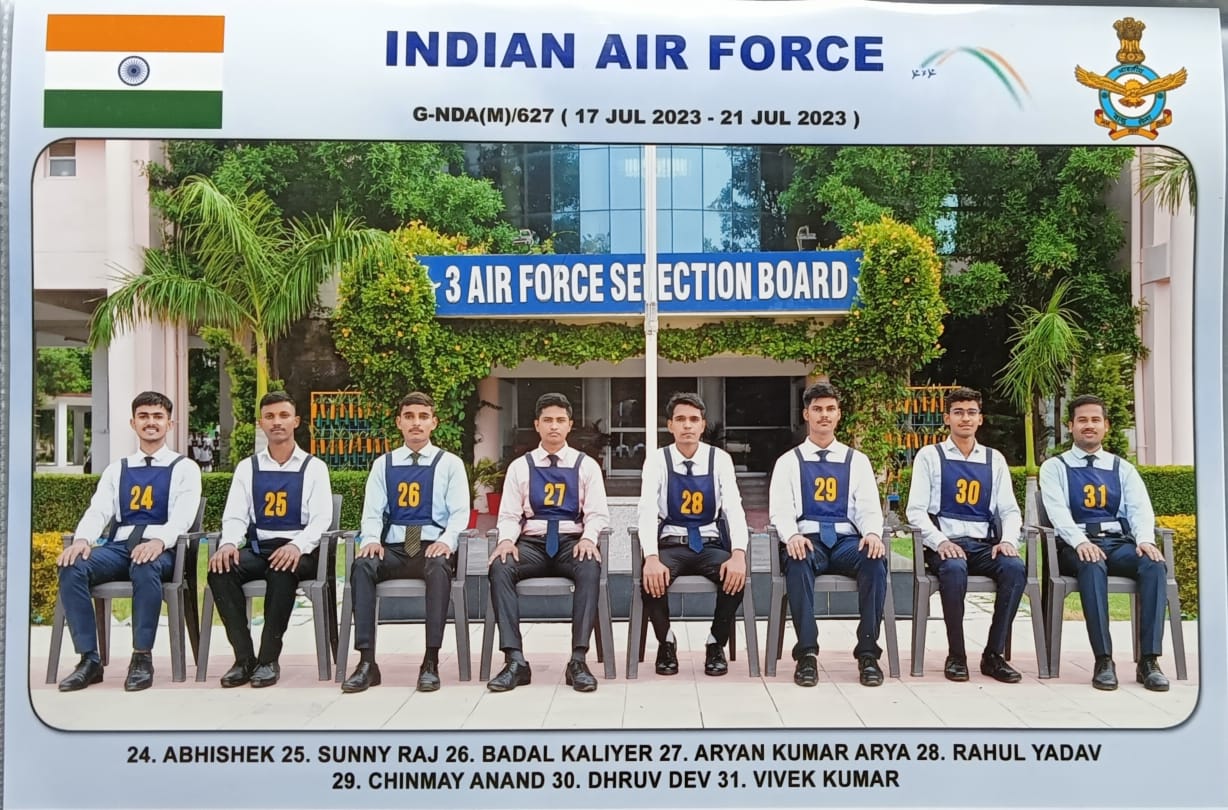 INDIAN AIR FORCE
G-NDA(M)/627 ( 17 JUL 2023 - 21 JUL 2023 )
3 AIR FORCE SELECTION BOARD
24 25 26 27 28 29 30 31
24. ABHISHEK 25. SUNNY RAJ 26. BADAL KALIYER 27. ARYAN KUMAR ARYA 28. RAHUL YADAV
29. CHINMAY ANAND 30. DHRUV DEV 31. VIVEK KUMAR